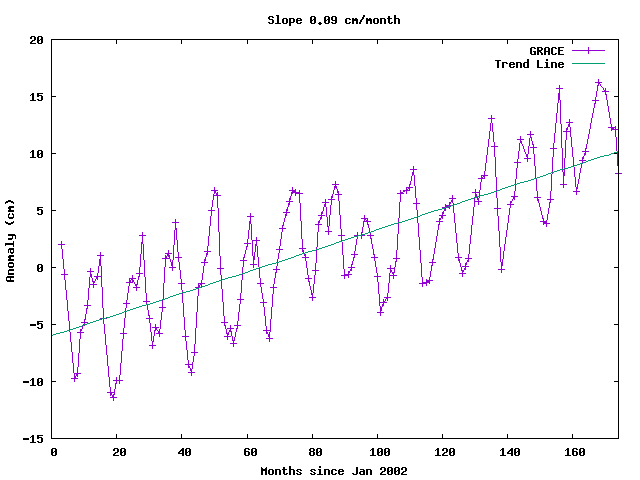 Slope 0.09 cm/month
GRACE
Trend Line
20
15
10
5
0
-5
-10
-15
Anomaly (cm)
0 20 40 60 80 100 120 140 160
Months since Jan 2002